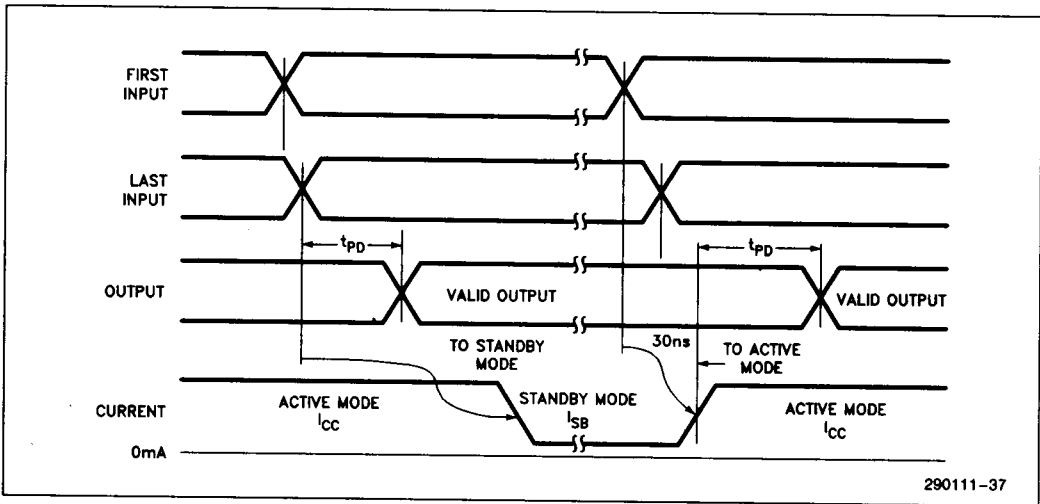 FIRST
INPUT
LAST
INPUT
tPD
tPD
OUTPUT
VALID OUTPUT
VALID OUTPUT
TO STANDBY
MODE
30ns
TO ACTIVE
MODE
CURRENT
ACTIVE MODE
ICC
STANDBY MODE
ISB
ACTIVE MODE
ICC
0mA
290111-37